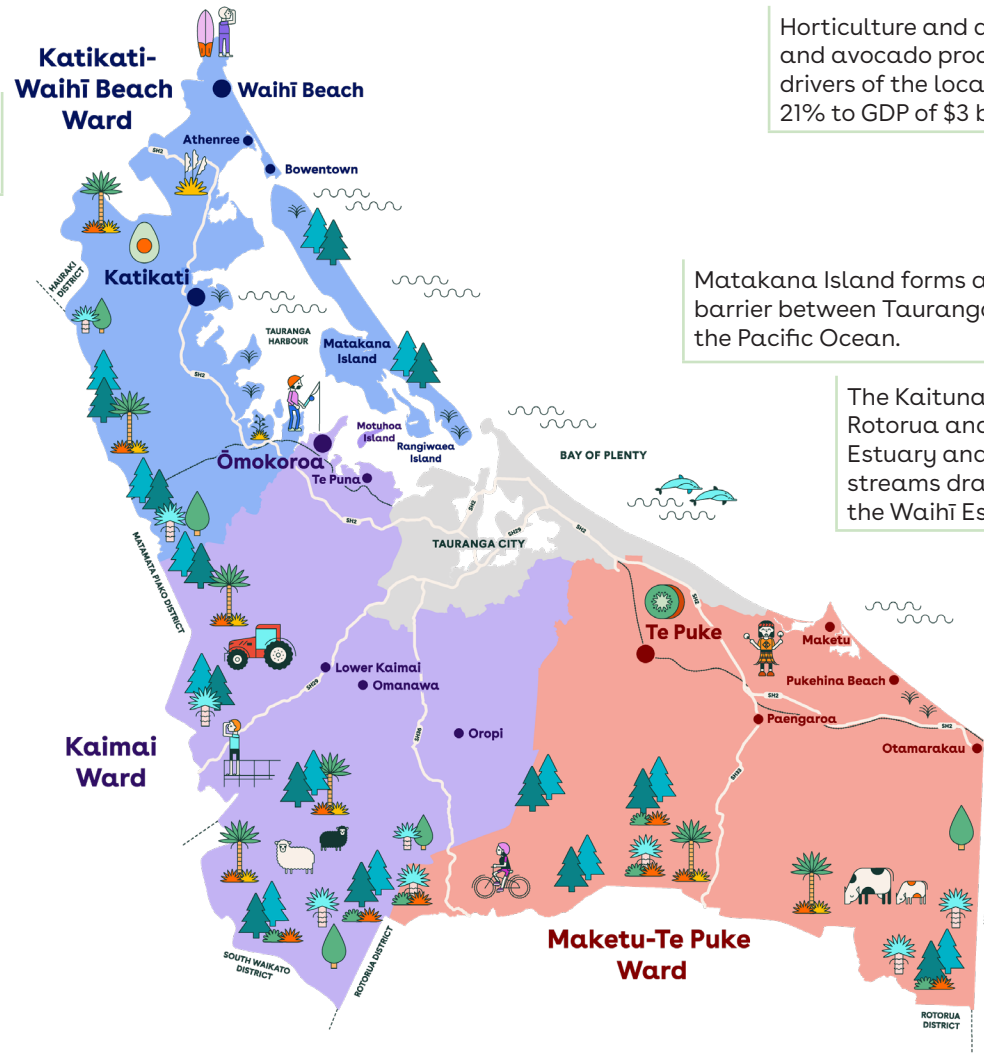 Katikati-
Waihī Beach
Ward
Waihī Beach
Athenree
SH2
Bowentown
Horticulture and
and avocado
drivers of the loca
21% to GDP of $3 b
HAURAKI
DISTRICT
Katikati
TAURANGA
HARBOUR
Matakana
Island
SH2
Matakana Island forms a
barrier between Tauranga
the Pacific Ocean.
The Kaituna
Rotorua and
Estuary and
streams dra
the Waihī Es
Motuhoa
Island
Rangiwaea
Island
Ōmokoroa
Te Puna
BAY OF PLENTY
SH2
SH2
SH29
SH2
TAURANGA CITY
MATAMATA PIAKO DISTRICT
SH2
Te Puke
Maketu
Lower Kaimai
Omanawa
SH29
Pukehina Beach
SH2
Paengaroa
SH2
Oropi
SH36
Otamarakau
SH33
Kaimai
Ward
Maketu-Te Puke
Ward
SOUTH WAIKATO
DISTRICT
ROTORUA DISTRICT
ROTORUA
DISTRICT